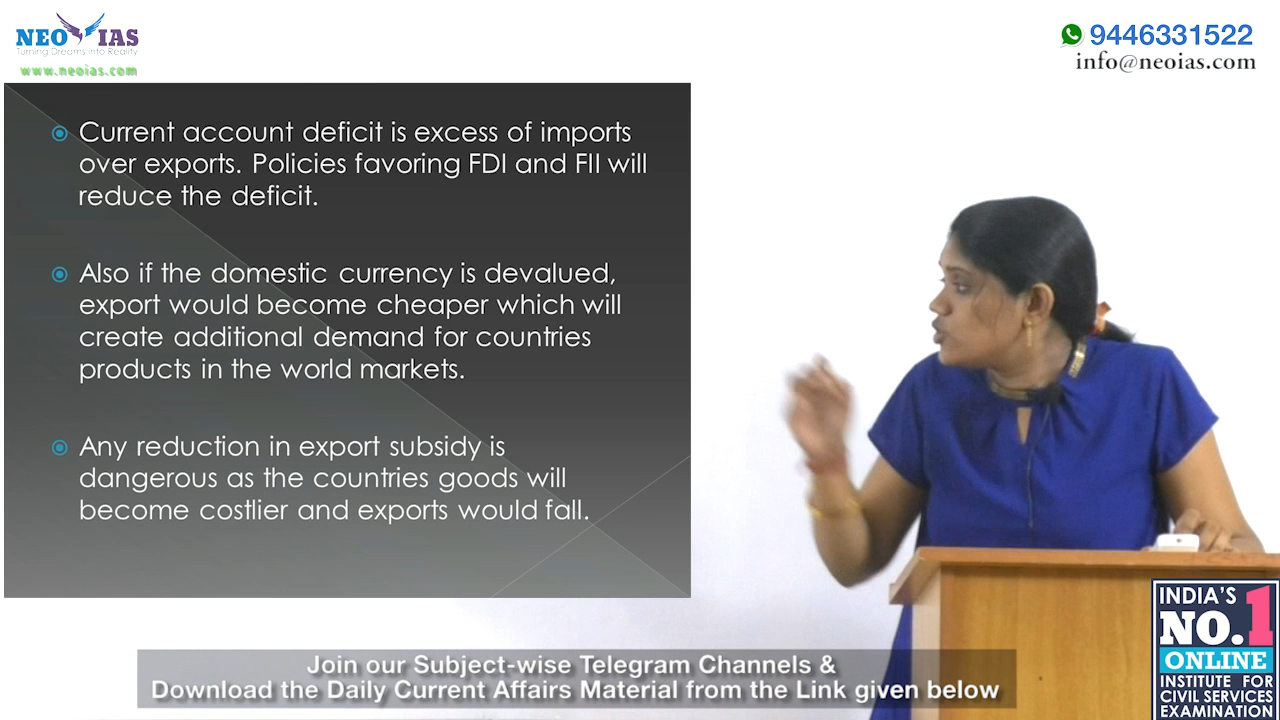 NEO IAS
Turning Dreams into Reality
www.neoias.com
9446331522
info@neoias.com
Current account deficit is excess of imports
over exports. Policies favoring FDI and FII will
reduce the deficit.
Also if the domestic currency is devalued,
export would become cheaper which will
create additional demand for countries
products in the world markets.
Any reduction in export subsidy is
dangerous as the countries goods will
become costlier and exports would fall.
INDIA'S
NO.1
ONLINE
INSTITUTE FOR
CIVIL SERVICES
EXAMINATION
Join our Subject-wise Telegram Channels &
Download the Daily Current Affairs Material from the Link given below